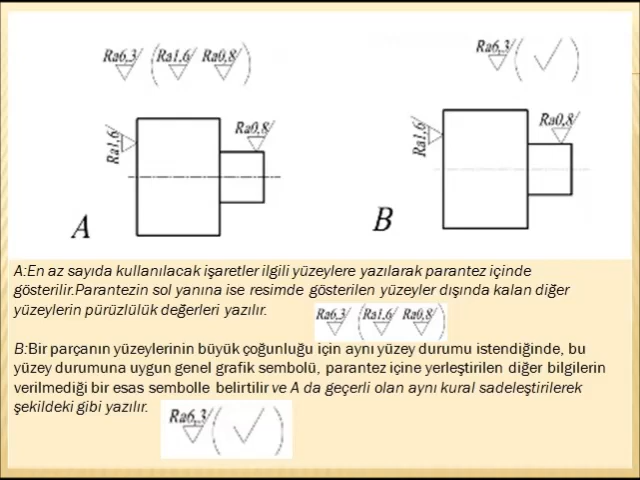 Ra6,3 (Ra1,6 Ra0,8)
Ra6,3
Ra1,6
Ra0,8
A
Ra1,6
Ra0,8
B
A:En az sayıda kullanılacak işaretler ilgili yüzeylere yazılarak parantez içinde
gösterilir.Parantezin sol yanına ise resimde gösterilen yüzeyler dışında kalan diğer
yüzeylerin pürüzlülük değerleri yazılır.
Ra6,3 (Ra1,6 Ra0,8)
B:Bir parçanın yüzeylerinin büyük çoğunluğu için aynı yüzey durumu istendiğinde, bu
yüzey durumuna uygun genel grafik sembolü, parantez içine yerleştirilen diğer bilgilerin
verilmediği bir esas sembolle belirtilir ve A da geçerli olan aynı kural sadeleştirilerek
şekildeki gibi yazılır.
Ra6,3